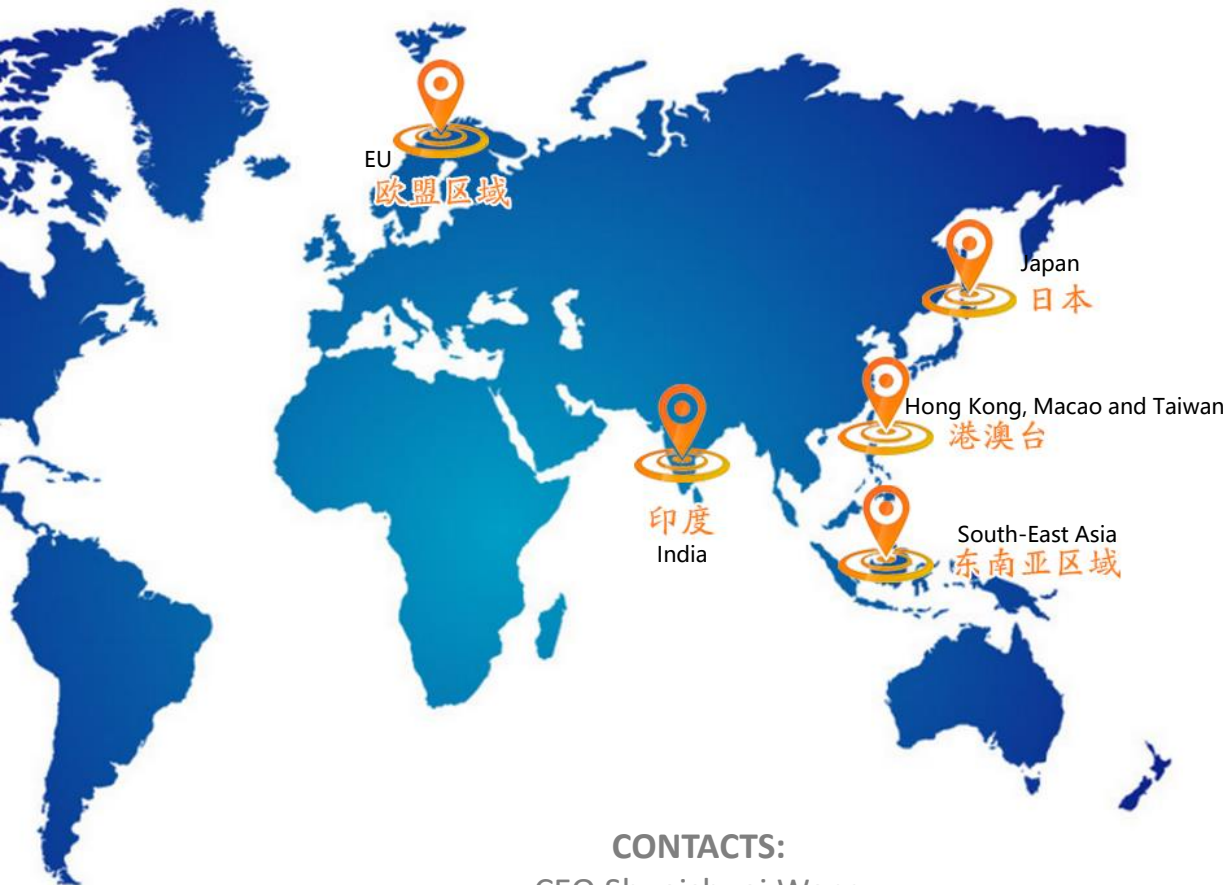 EU
欧盟区域
Japan
日本
Hong Kong, Macao and Taiwan
港澳台
印度
India
South-East Asia
东南亚区域
CONTACTS: